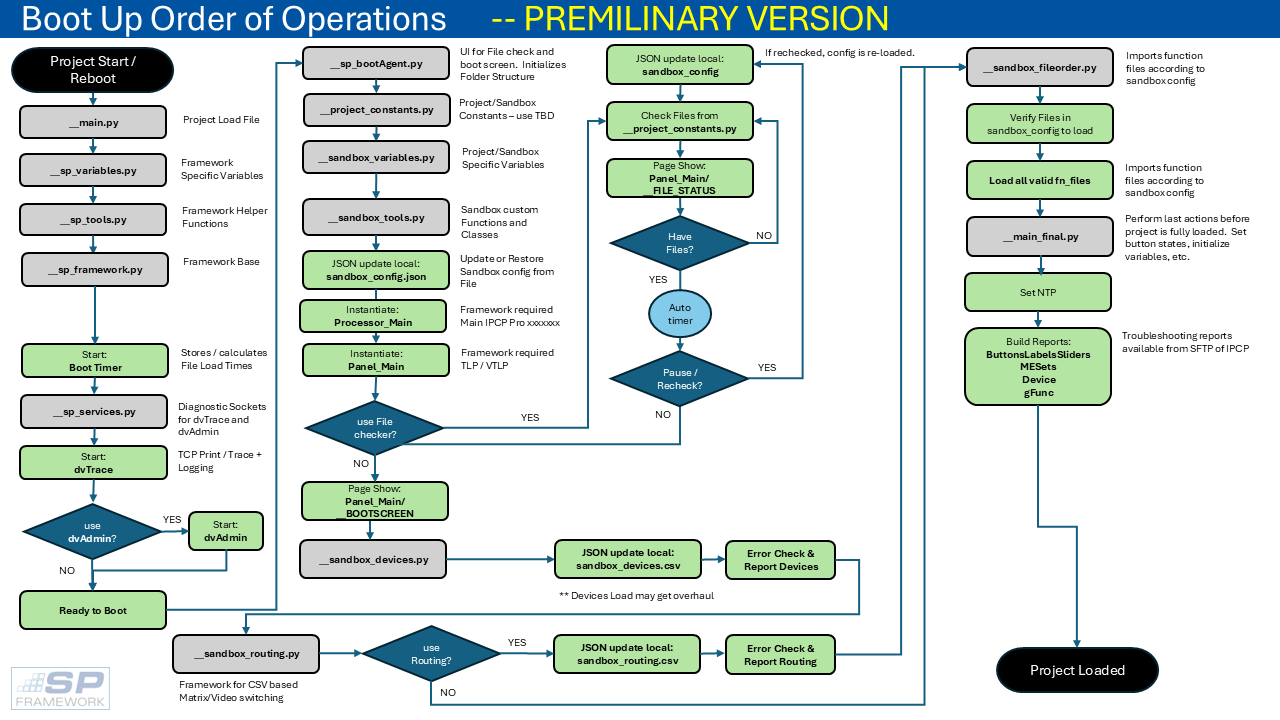 Boot Up Order of Operations -- PREMILINARY VERSION
Project Start /
Reboot
__main.py
Project Load File
__sp_variables.py
Framework
Specific Variables
__sp_tools.py
Framework Helper
Functions
__sp_framework.py
Framework Base
Start:
Boot Timer
Stores / calculates
File Load Times
__sp_services.py
Diagnostic Sockets
for dvTrace and
dvAdmin
Start:
dvTrace
TCP Print / Trace +
Logging
use
dvAdmin?
YES
Start:
dvAdmin
NO
Ready to Boot
__sp_bootAgent.py
UI for File check and
boot screen. Initializes
Folder Structure
__project_constants.py
Project/Sandbox
Constants – use TBD
__sandbox_variables.py
Project/Sandbox
Specific Variables
__sandbox_tools.py
Sandbox custom
Functions and
Classes
JSON update local:
sandbox_config.json
Update or Restore
Sandbox config from
File
Instantiate:
Processor_Main
Framework required
Main IPCP Pro xxxxxxx
Instantiate:
Panel_Main
Framework required
TLP / VTLP
use File
checker?
YES
NO
Page Show:
Panel_Main/
__BOOTSCREEN
__sandbox_devices.py
JSON update local:
sandbox_devices.csv
Error Check &
Report Devices
** Devices Load may get overhaul
__sandbox_routing.py
Framework for CSV based
Matrix/Video switching
use
Routing?
YES
NO
JSON update local:
sandbox_routing.csv
Error Check &
Report Routing
JSON update local:
sandbox_config
If rechecked, config is re-loaded.
Check Files from
__project_constants.py
Page Show:
Panel_Main/
__FILE_STATUS
Have
Files?
NO
YES
Auto
timer
Pause /
Recheck?
YES
NO
__sandbox_fileorder.py
Imports function
files according to
sandbox config
Verify Files in
sandbox_config to load
Load all valid fn_files
Imports function
files according to
sandbox config
__main_final.py
Perform last actions before
project is fully loaded. Set
button states, initialize
variables, etc.
Set NTP
Build Reports:
ButtonsLabelsSliders
MESets
Device
gFunc
Troubleshooting reports
available from SFTP of IPCP
Project Loaded
SP
FRAMEWORK